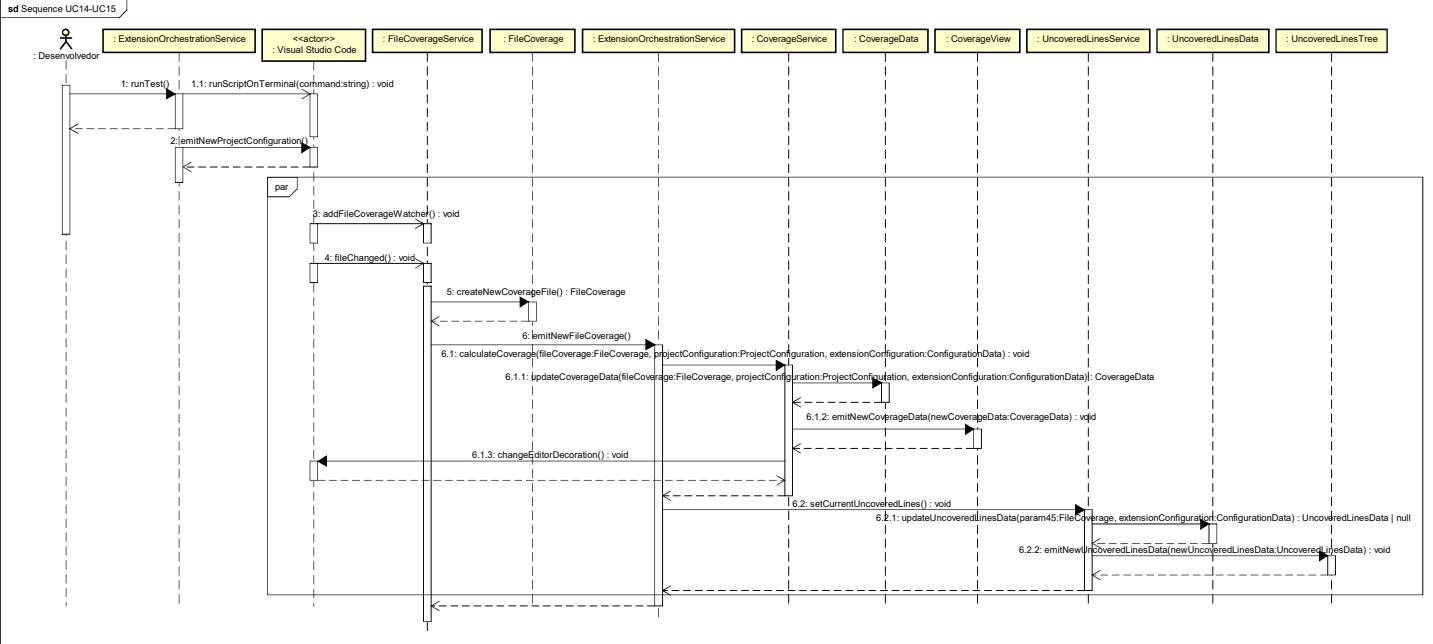 sd Sequence UC14-UC15
: Desenvolvedor
: ExtensionOrchestrationService
<<actor>>
: Visual Studio Code
: FileCoverageService
: FileCoverage
: ExtensionOrchestrationService
: CoverageService
: CoverageData
: CoverageView
: UncoveredLinesService
: UncoveredLinesData
: UncoveredLinesTree
1: runTest()
1.1: runScriptOnTerminal(command:string) : void
2: emitNewProjectConfiguration()
par
3: addFileCoverageWatcher() : void
4: fileChanged() : void
5: createNewCoverageFile() : FileCoverage
6: emitNewFileCoverage()
6.1: calculateCoverage(fileCoverage:FileCoverage, projectConfiguration:ProjectConfiguration, extensionConfiguration:ConfigurationData) : void
6.1.1: updateCoverageData(fileCoverage:FileCoverage, projectConfiguration:ProjectConfiguration, extensionConfiguration:ConfigurationData) : CoverageData
6.1.2: emitNewCoverageData(newCoverageData:CoverageData) : void
6.1.3: changeEditorDecoration() : void
6.2: setCurrentUncoveredLines() : void
6.2.1: updateUncoveredLinesData(param45:FileCoverage, extensionConfiguration:ConfigurationData) : UncoveredLinesData | null
6.2.2: emitNewUncoveredLinesData(newUncoveredLinesData:UncoveredLinesData) : void